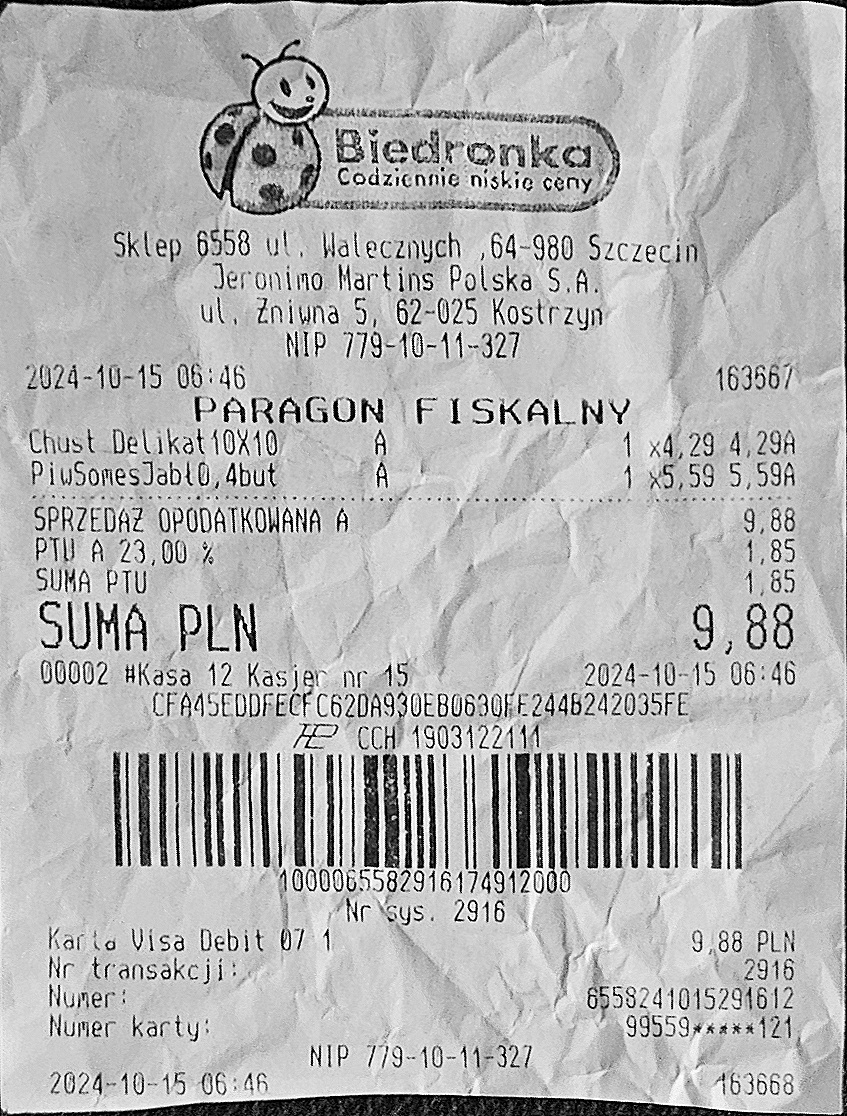 Biedronka
Codziennie niskie ceny
Sklep 6558 ul. Walecznych ,64-980 Szczecin
Jeronimo Martins Polska S.A.
ul. Żniwna 5, 62-025 Kostrzyn
NIP 779-10-11-327
2024-10-15 06:46 163667
PARAGON FISKALNY
Chust Delikat10X10 A 1 x4,29 4,29A
PiwSomesJabł0,4but A 1 x5,59 5,59A
SPRZEDAŻ OPODATKOWANA A 9,88
PTU A 23,00 % 1,85
SUMA PTU 1,85
SUMA PLN 9,88
00002 #Kasa 12 Kasjer nr 15 2024-10-15 06:46
CFA45EDDFECFC62DA930EB0630FE244B242035FE
CCH 1903122111
1000065582916174912000
Nr sys. 2916
Karta Visa Debit 07 1 9,88 PLN
Nr transakcji: 2916
Numer: 6558241015291612
Numer karty: 99559*****121
NIP 779-10-11-327
2024-10-15 06:46 163668